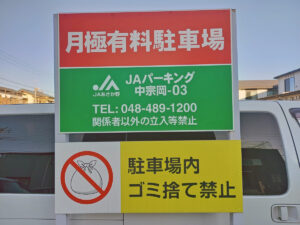 月極有料駐車場
JAあさか野
JAパーキング
中宗岡-03
TEL: 048-489-1200
関係者以外の立入等禁止
駐車場内
ゴミ捨て禁止